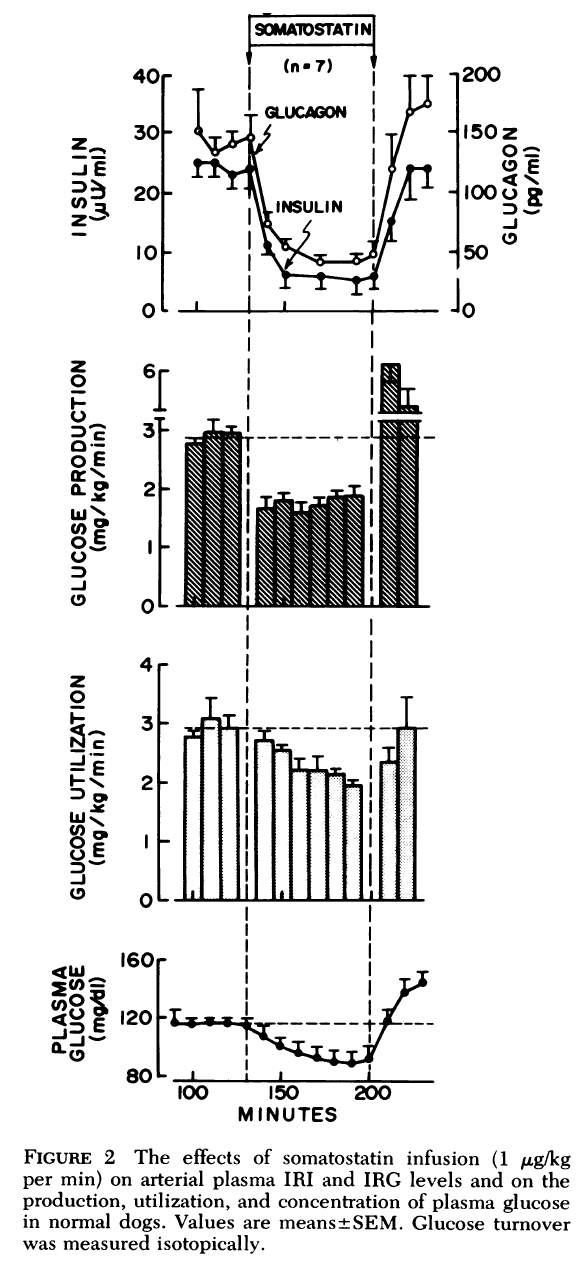 SOMATOSTATIN
(n = 7)
40
30
20
10
0
INSULIN
(μU/ml)
200
150
100
50
0
GLUCAGON
(pg/ml)
GLUCAGON
INSULIN
6
3
2
1
0
GLUCOSE PRODUCTION
(mg/kg/min)
4
3
2
1
0
GLUCOSE UTILIZATION
(mg/kg/min)
160
120
80
PLASMA
GLUCOSE
(mg/dl)
100
150
200
MINUTES
FIGURE 2 The effects of somatostatin infusion (1 μg/kg
per min) on arterial plasma IRI and IRG levels and on the
production, utilization, and concentration of plasma glucose
in normal dogs. Values are means±SEM. Glucose turnover
was measured isotopically.